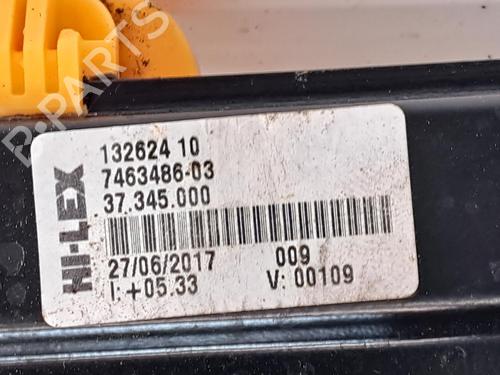 B-PARTS
HI-LEX
132624 10
7463486-03
37.345.000
27/06/2017 009
I: +05.33 V: 00109